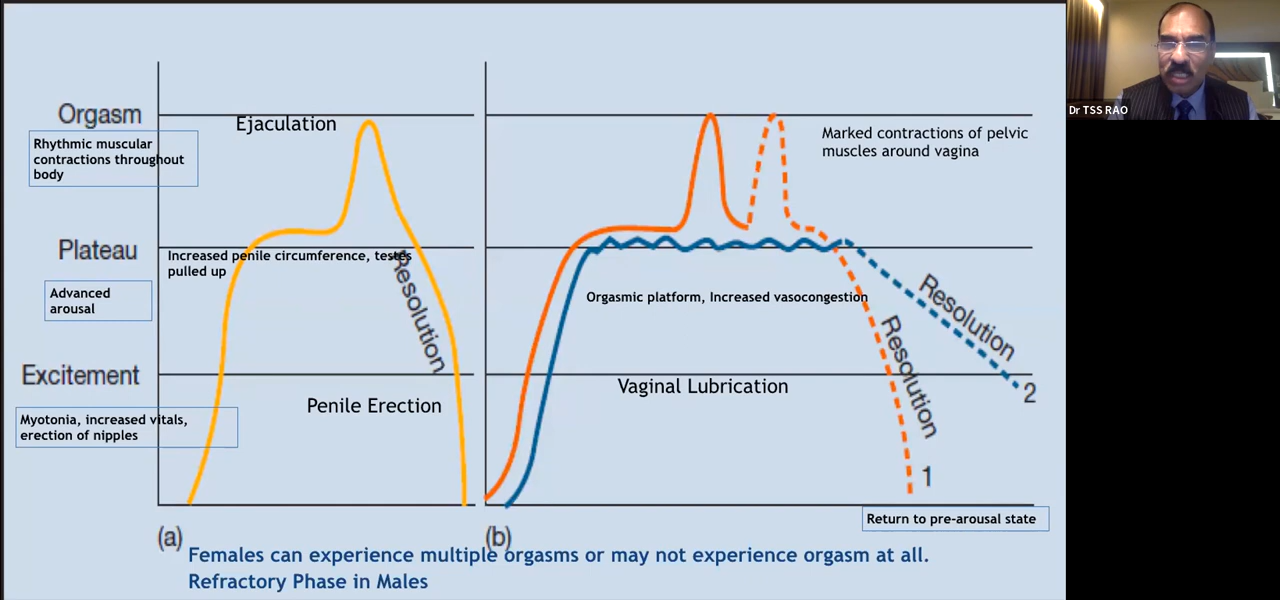 Orgasm
Rhythmic muscular
contractions throughout
body
Plateau
Advanced
arousal
Excitement
Myotonia, increased vitals,
erection of nipples
Ejaculation
Increased penile circumference, testes
pulled up
Resolution
Penile Erection
(a)
Marked contractions of pelvic
muscles around vagina
Orgasmic platform, Increased vasocongestion
Vaginal Lubrication
Resolution
2
Resolution
1
Return to pre-arousal state
(b)
Females can experience multiple orgasms or may not experience orgasm at all.
Refractory Phase in Males
Dr TSS RAO